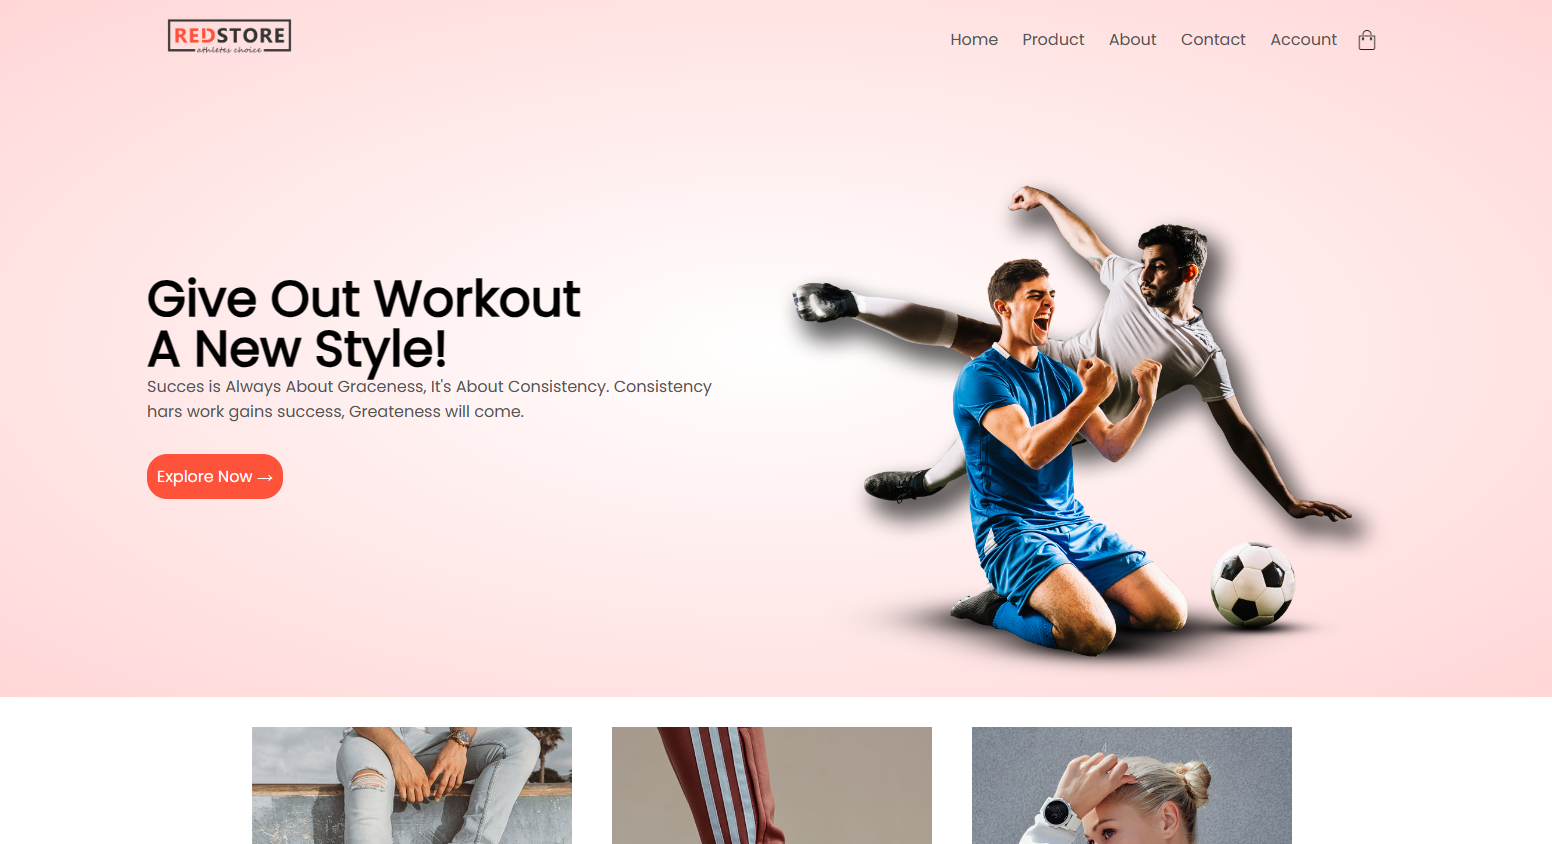 REDSTORE
athletes choice
Home Product About Contact Account
Give Out Workout
A New Style!
Succes is Always About Graceness, It's About Consistency. Consistency
hars work gains success, Greateness will come.
Explore Now →